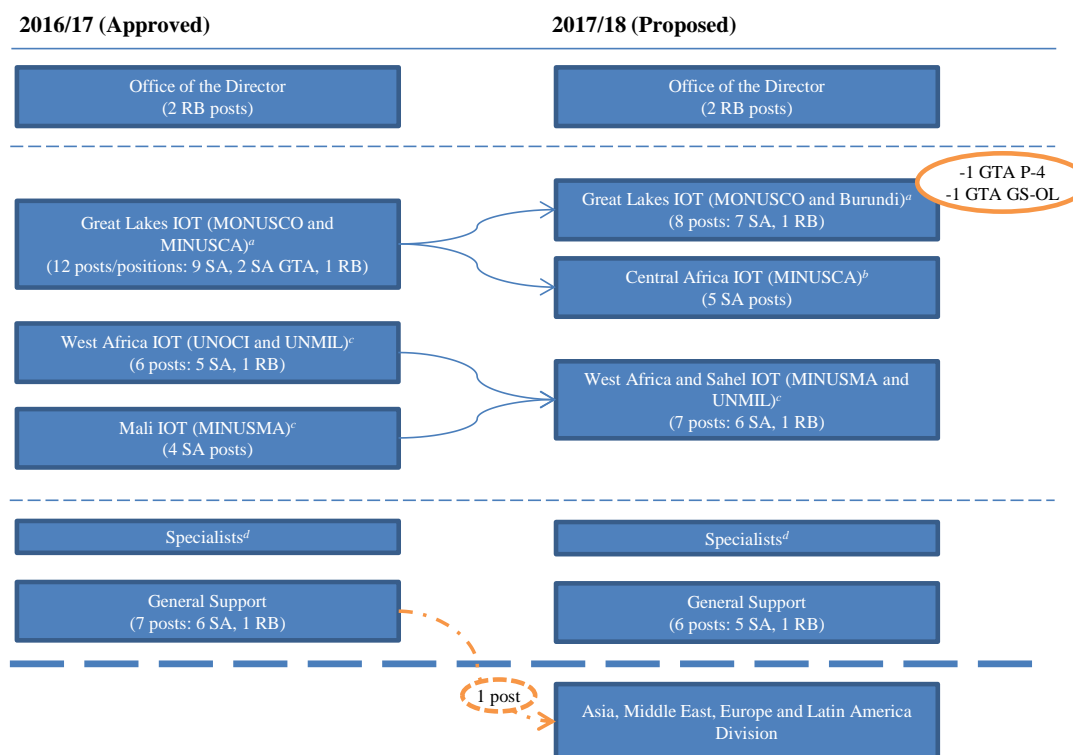 2016/17 (Approved)
2017/18 (Proposed)
Office of the Director
(2 RB posts)
Office of the Director
(2 RB posts)
-1 GTA P-4
-1 GTA GS-OL
Great Lakes IOT (MONUSCO and
MINUSCA)a
(12 posts/positions: 9 SA, 2 SA GTA, 1 RB)
Great Lakes IOT (MONUSCO and Burundi)a
(8 posts: 7 SA, 1 RB)
Central Africa IOT (MINUSCA)b
(5 SA posts)
West Africa IOT (UNOCI and UNMIL)c
(6 posts: 5 SA, 1 RB)
Mali IOT (MINUSMA)c
(4 SA posts)
West Africa and Sahel IOT (MINUSMA and
UNMIL)c
(7 posts: 6 SA, 1 RB)
Specialistsd
Specialistsd
General Support
(7 posts: 6 SA, 1 RB)
General Support
(6 posts: 5 SA, 1 RB)
1 post
Asia, Middle East, Europe and Latin America
Division